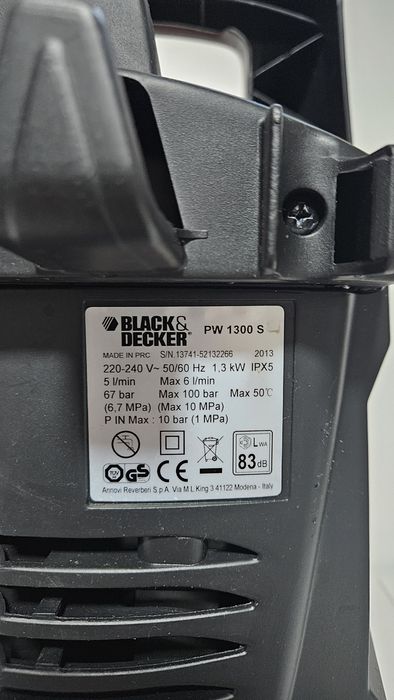 BLACK&
DECKER® PW 1300 S
MADE IN PRC S/N.13741-52132266 2013
220-240 V~ 50/60 Hz 1,3 kW IPX5
5 l/min Max 6 l/min
67 bar Max 100 bar Max 50°C
(6,7 MPa) (Max 10 MPa)
P IN Max : 10 bar (1 MPa)
LWA
83dB
TÜV GS CE
Annovi Reverberi S.p.A. Via M.L.King 3 41122 Modena - Italy